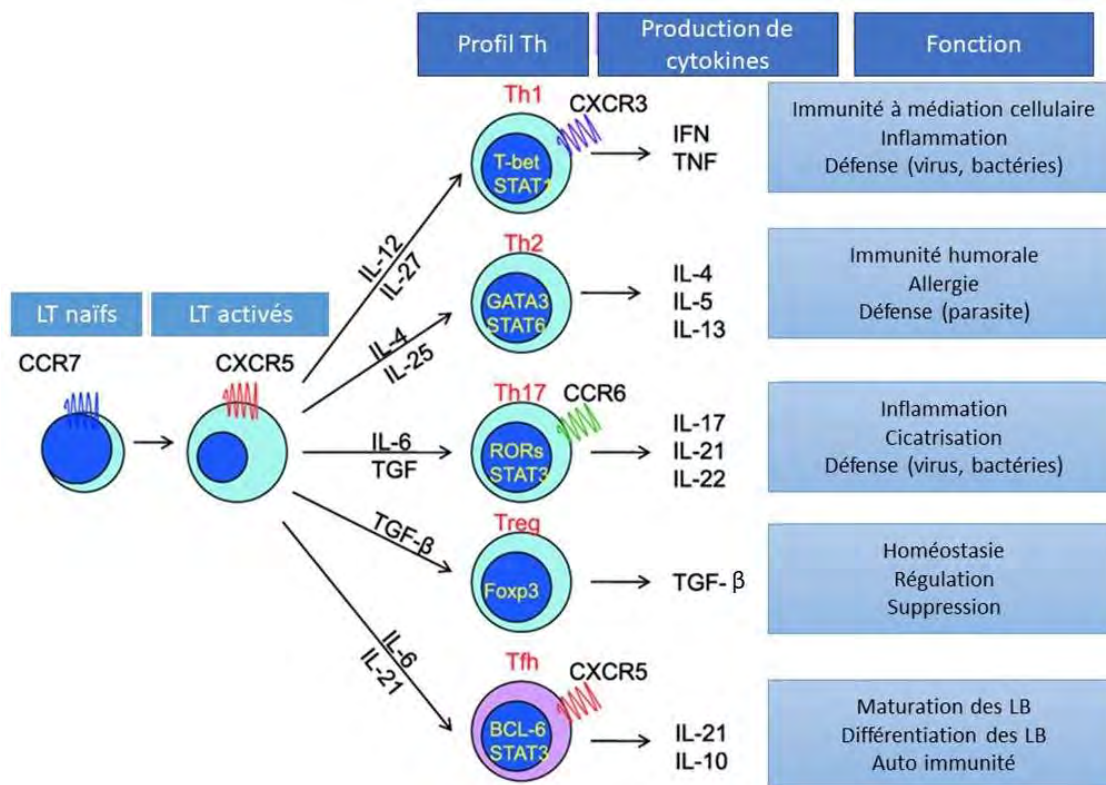 Profil Th
Production de
cytokines
Fonction
Th1
CXCR3
T-bet
STAT1
IFN
TNF
Immunité à médiation cellulaire
Inflammation
Défense (virus, bactéries)
IL-12
IL-27
Th2
GATA3
STAT6
IL-4
IL-5
IL-13
Immunité humorale
Allergie
Défense (parasite)
LT naïfs
LT activés
CCR7
CXCR5
IL-4
IL-25
Th17
CCR6
RORs
STAT3
IL-17
IL-21
IL-22
Inflammation
Cicatrisation
Défense (virus, bactéries)
IL-6
TGF
Treg
TGF-β
Foxp3
TGF- β
Homéostasie
Régulation
Suppression
IL-6
IL-21
Tfh
CXCR5
BCL-6
STAT3
IL-21
IL-10
Maturation des LB
Différentiation des LB
Auto immunité